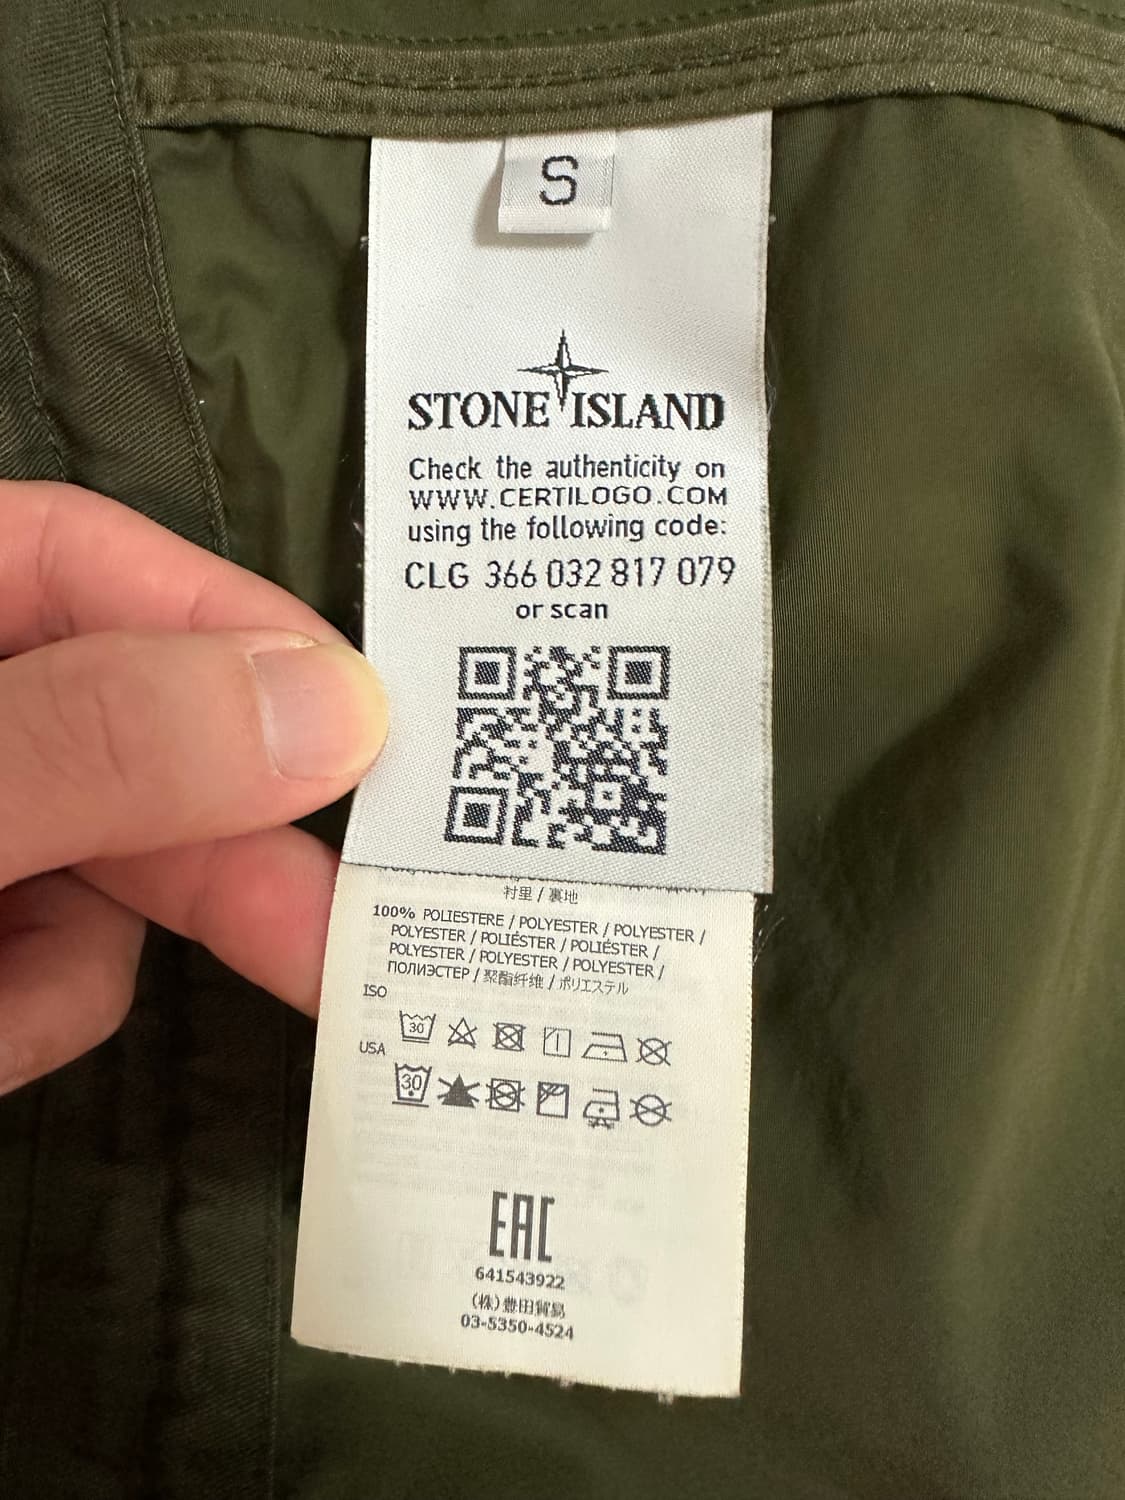 S
STONE ISLAND
Check the authenticity on
WWW.CERTILOGO.COM
using the following code:
CLG 366 032 817 079
or scan
衬里 / 裏地
100% POLIESTERE / POLYESTER / POLYESTER /
POLYESTER / POLIÉSTER / POLIÉSTER /
POLYESTER / POLYESTER / POLYESTER /
ПОЛИЭСТЕР / 聚酯纤维 / ポリエステル
ISO
30
USA
30
EAC
641543922
(株)豊田貿易
03-5350-4524